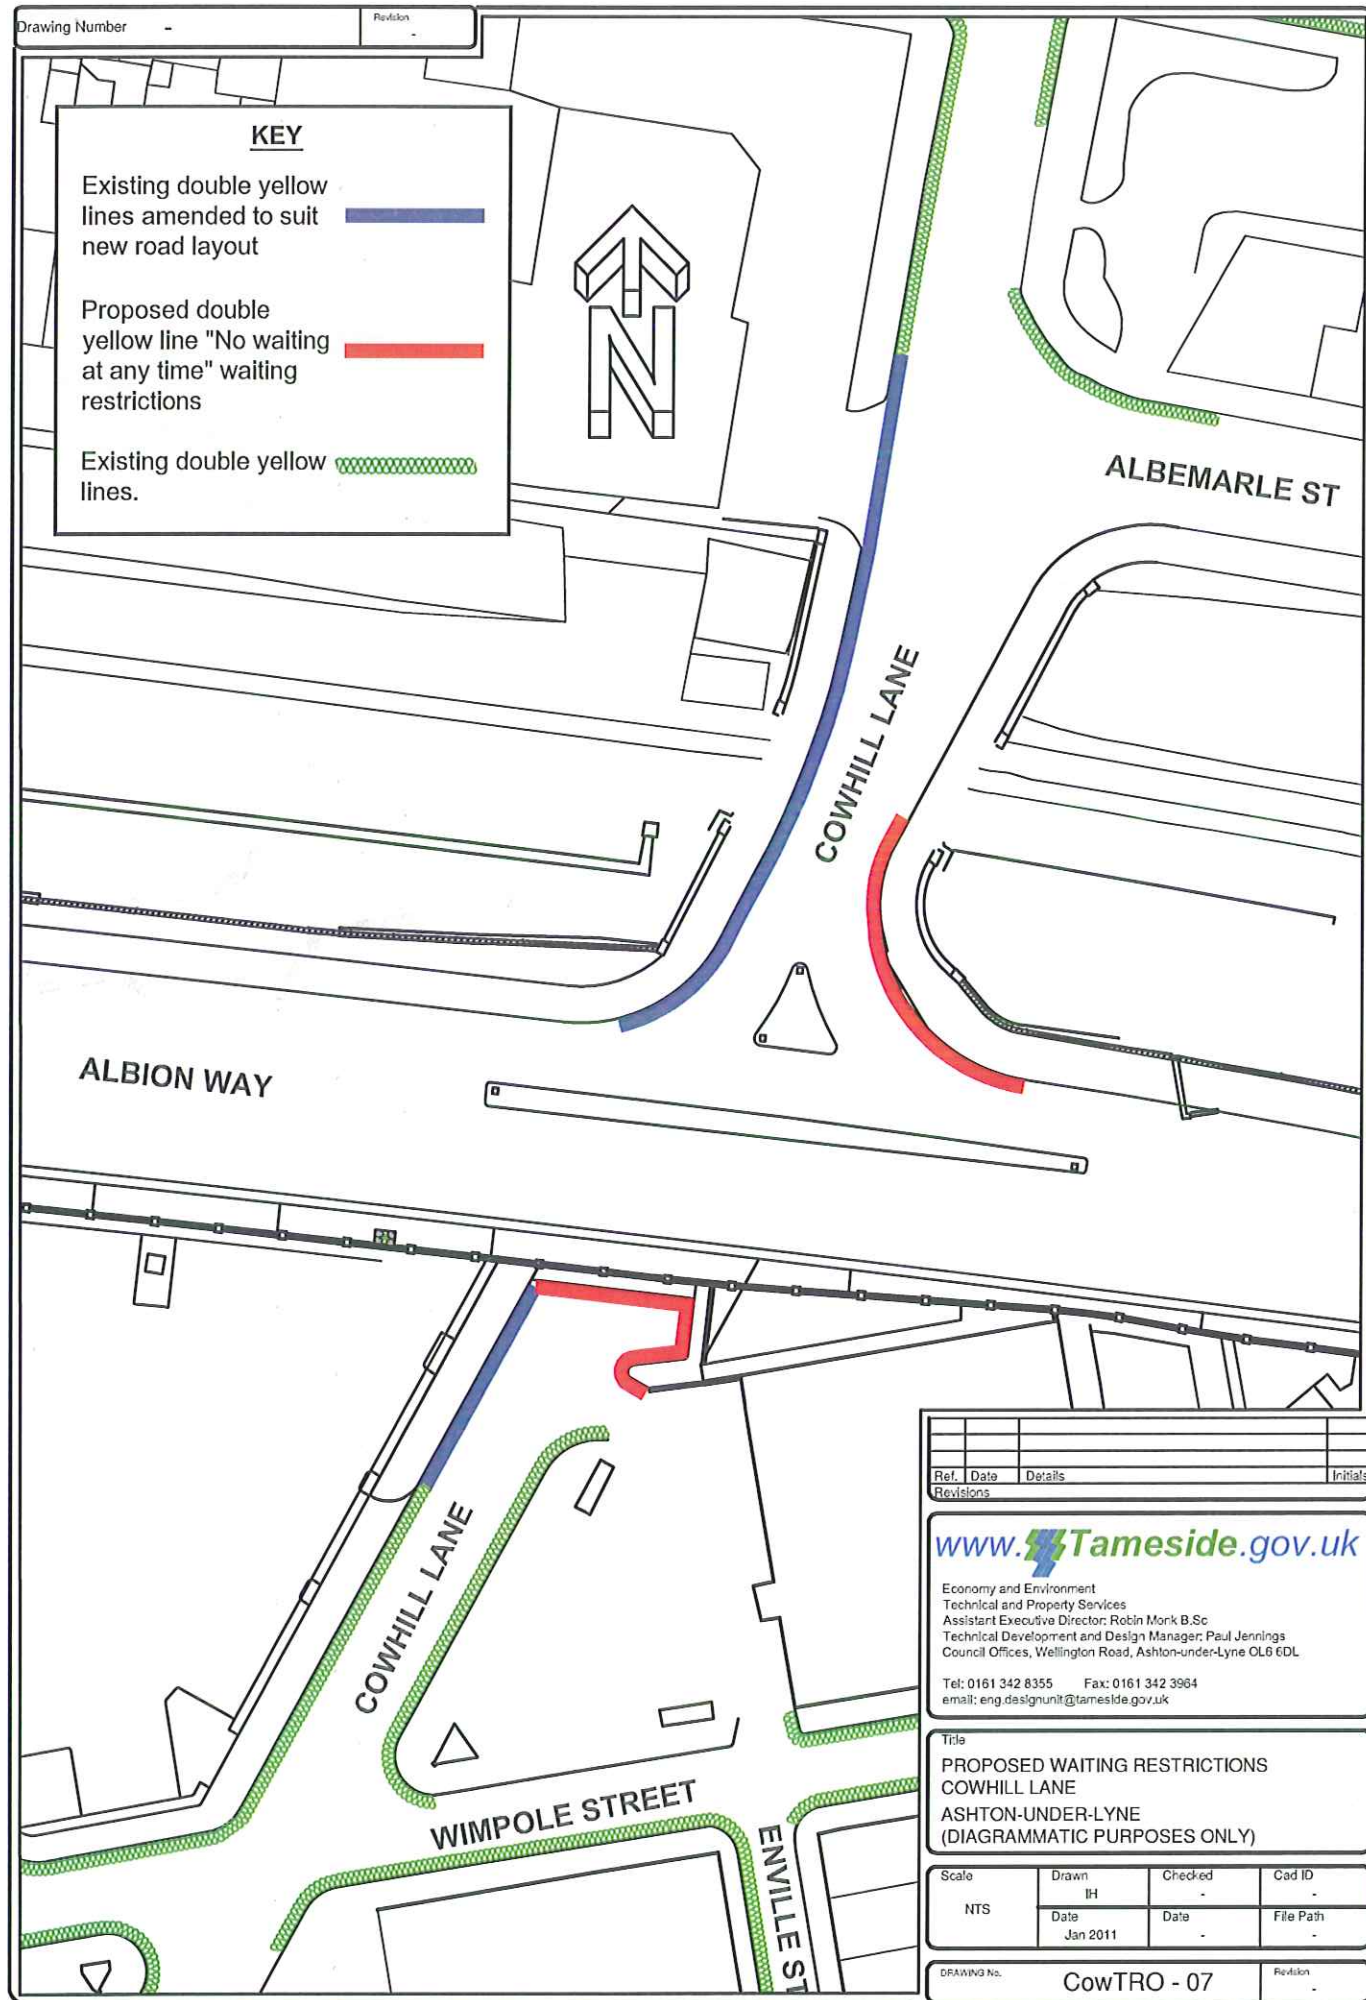 Drawing Number -
Revision
-
KEY
Existing double yellow
lines amended to suit
new road layout
Proposed double
yellow line "No waiting
at any time" waiting
restrictions
Existing double yellow
lines.
N
ALBEMARLE ST
COWHILL LANE
ALBION WAY
COWHILL LANE
WIMPOLE STREET
ENVILLE ST
Ref. Date Details Initials
Revisions
www.Tameside.gov.uk
Economy and Environment
Technical and Property Services
Assistant Executive Director: Robin Monk B.Sc
Technical Development and Design Manager: Paul Jennings
Council Offices, Wellington Road, Ashton-under-Lyne OL6 6DL
Tel: 0161 342 8355 Fax: 0161 342 3964
email: eng.designunit@tameside.gov.uk
Title
PROPOSED WAITING RESTRICTIONS
COWHILL LANE
ASHTON-UNDER-LYNE
(DIAGRAMMATIC PURPOSES ONLY)
Scale
NTS
Drawn
IH
Checked
-
Cad ID
-
Date
Jan 2011
Date
-
File Path
-
DRAWING No.
CowTRO - 07
Revision
-